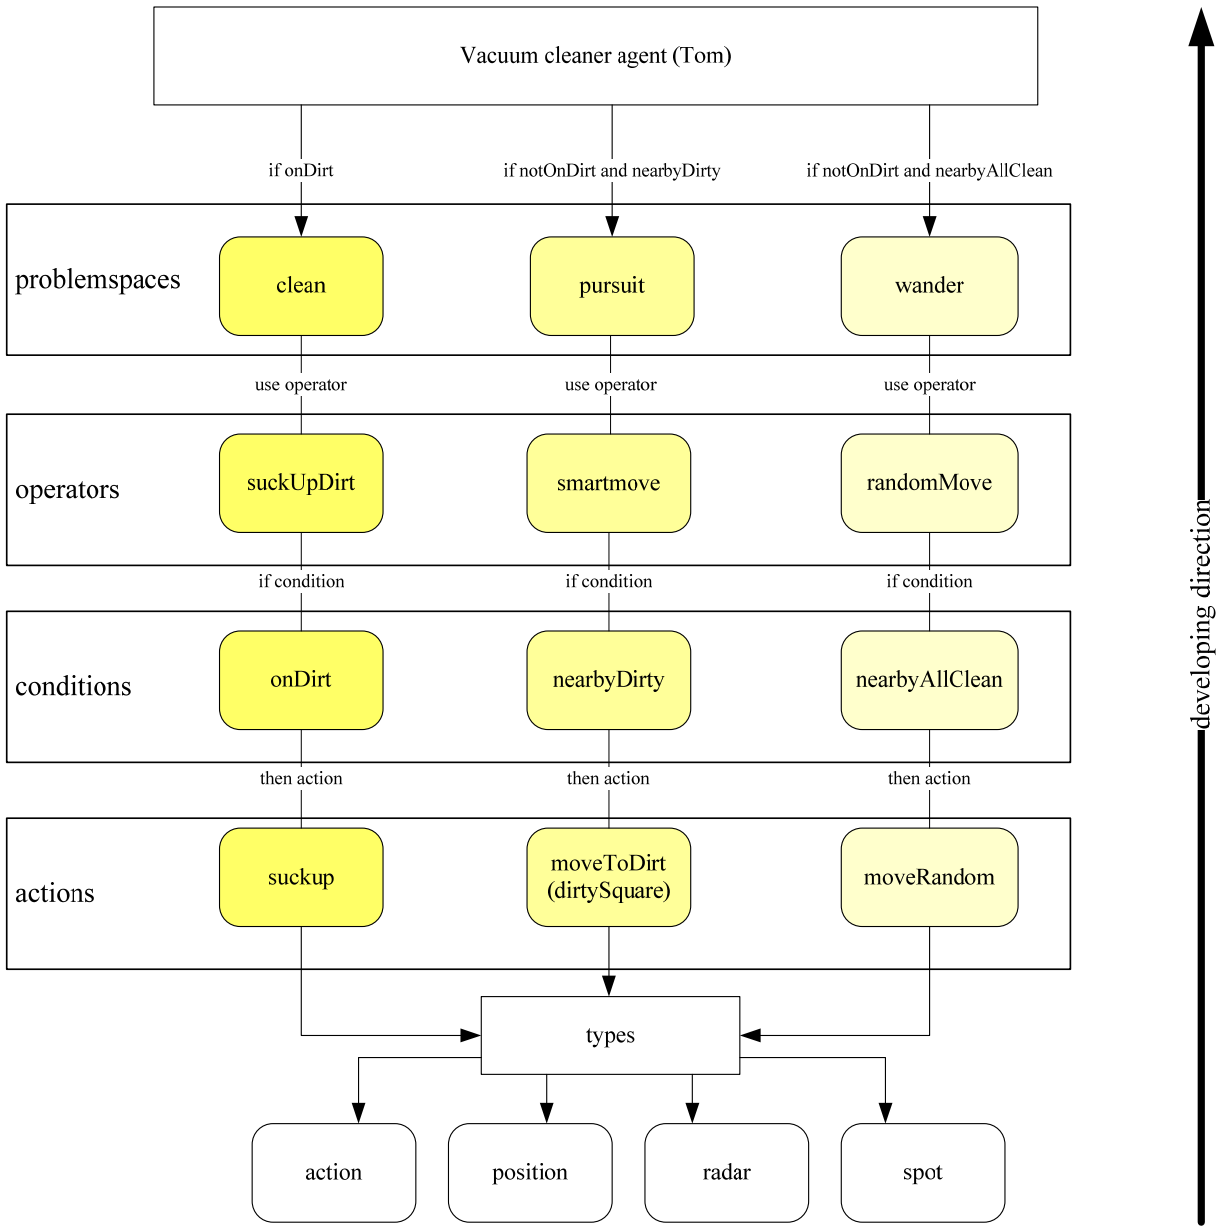 Vacuum cleaner agent (Tom)
if onDirt
if notOnDirt and nearbyDirty
if notOnDirt and nearbyAllClean
problemspaces
clean
pursuit
wander
use operator
use operator
use operator
operators
suckUpDirt
smartmove
randomMove
if condition
if condition
if condition
conditions
onDirt
nearbyDirty
nearbyAllClean
then action
then action
then action
actions
suckup
moveToDirt
(dirtySquare)
moveRandom
types
action
position
radar
spot
developing direction